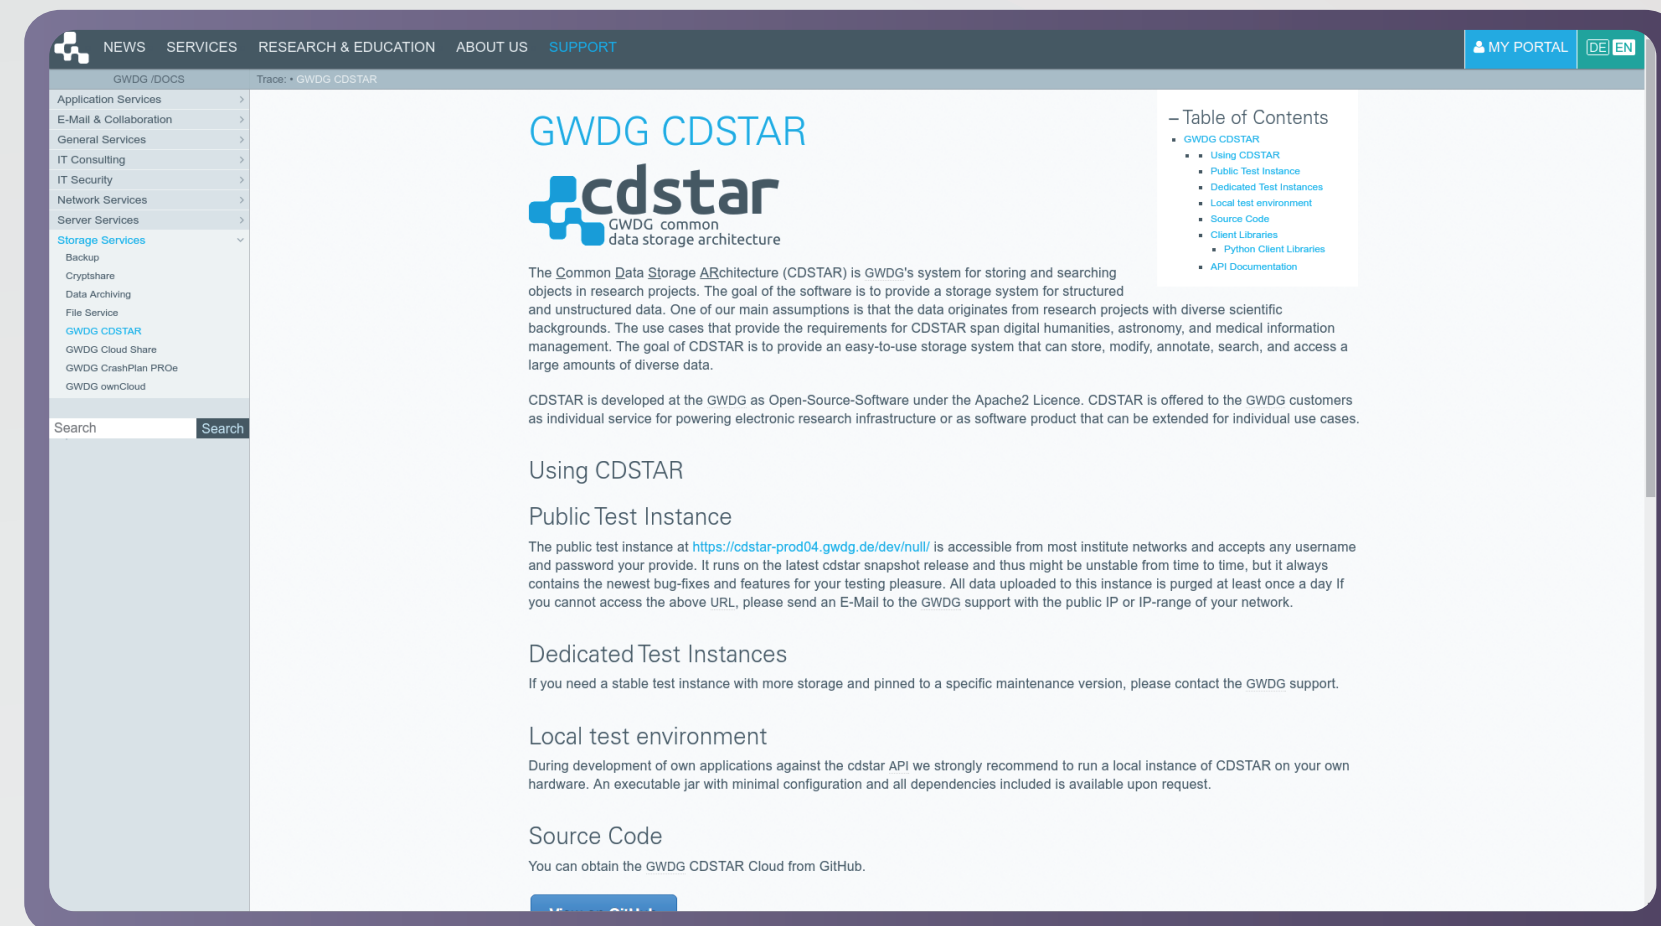 NEWS SERVICES RESEARCH & EDUCATION ABOUT US SUPPORT MY PORTAL DE EN
GWDG /DOCS Trace: • GWDG CDSTAR
Application Services
E-Mail & Collaboration
General Services
IT Consulting
IT Security
Network Services
Server Services
Storage Services
Backup
Cryptshare
Data Archiving
File Service
GWDG CDSTAR
GWDG Cloud Share
GWDG CrashPlan PROe
GWDG ownCloud
Search Search
GWDG CDSTAR
cdstar
GWDG common
data storage architecture
– Table of Contents
GWDG CDSTAR
Using CDSTAR
Public Test Instance
Dedicated Test Instances
Local test environment
Source Code
Client Libraries
Python Client Libraries
API Documentation
The Common Data Storage ARchitecture (CDSTAR) is GWDG's system for storing and searching
objects in research projects. The goal of the software is to provide a storage system for structured
and unstructured data. One of our main assumptions is that the data originates from research projects with diverse scientific
backgrounds. The use cases that provide the requirements for CDSTAR span digital humanities, astronomy, and medical information
management. The goal of CDSTAR is to provide an easy-to-use storage system that can store, modify, annotate, search, and access a
large amounts of diverse data.
CDSTAR is developed at the GWDG as Open-Source-Software under the Apache2 Licence. CDSTAR is offered to the GWDG customers
as individual service for powering electronic research infrastructure or as software product that can be extended for individual use cases.
Using CDSTAR
Public Test Instance
The public test instance at https://cdstar-prod04.gwdg.de/dev/null/ is accessible from most institute networks and accepts any username
and password your provide. It runs on the latest cdstar snapshot release and thus might be unstable from time to time, but it always
contains the newest bug-fixes and features for your testing pleasure. All data uploaded to this instance is purged at least once a day If
you cannot access the above URL, please send an E-Mail to the GWDG support with the public IP or IP-range of your network.
Dedicated Test Instances
If you need a stable test instance with more storage and pinned to a specific maintenance version, please contact the GWDG support.
Local test environment
During development of own applications against the cdstar API we strongly recommend to run a local instance of CDSTAR on your own
hardware. An executable jar with minimal configuration and all dependencies included is available upon request.
Source Code
You can obtain the GWDG CDSTAR Cloud from GitHub.